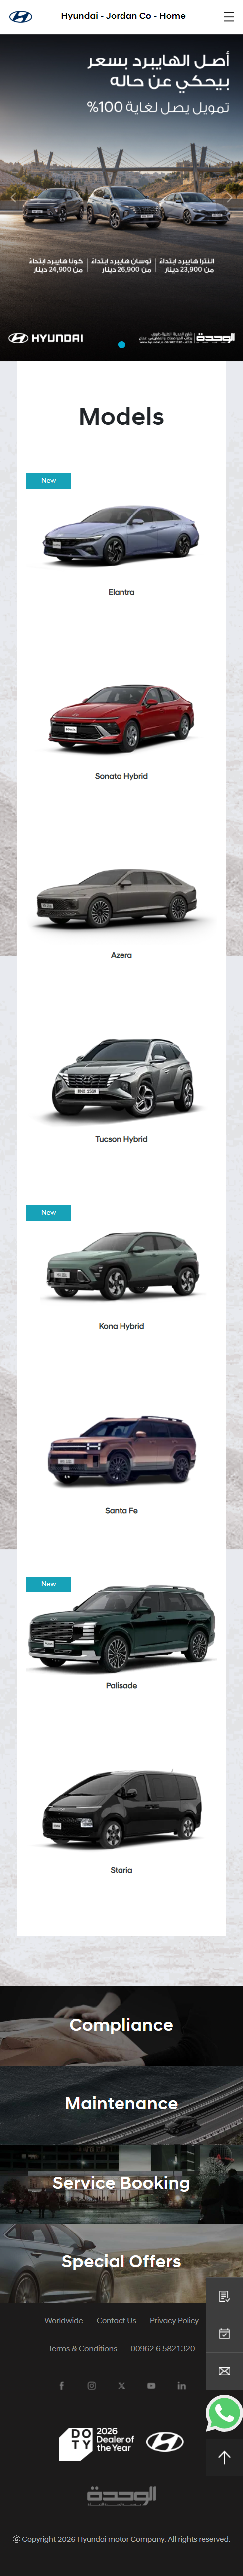 Hyundai - Jordan Co - Home
أصل الهايبرد بسعر
بيحكي عن حاله
تمويل يصل لغاية 100%
النترا هايبرد ابتداءً من 23,900 دينار
توسان هايبرد ابتداءً من 26,900 دينار
كونا هايبرد ابتداءً من 24,900 دينار
HYUNDAI
الوحدة
Models
New
Elantra
Sonata Hybrid
Azera
Tucson Hybrid
New
Kona Hybrid
Santa Fe
New
Palisade
Staria
Compliance
Maintenance
Service Booking
Special Offers
Worldwide Contact Us Privacy Policy
Terms & Conditions 00962 6 5821320
DOTY
2026
Dealer of
the Year
الوحدة
© Copyright 2026 Hyundai motor Company. All rights reserved.